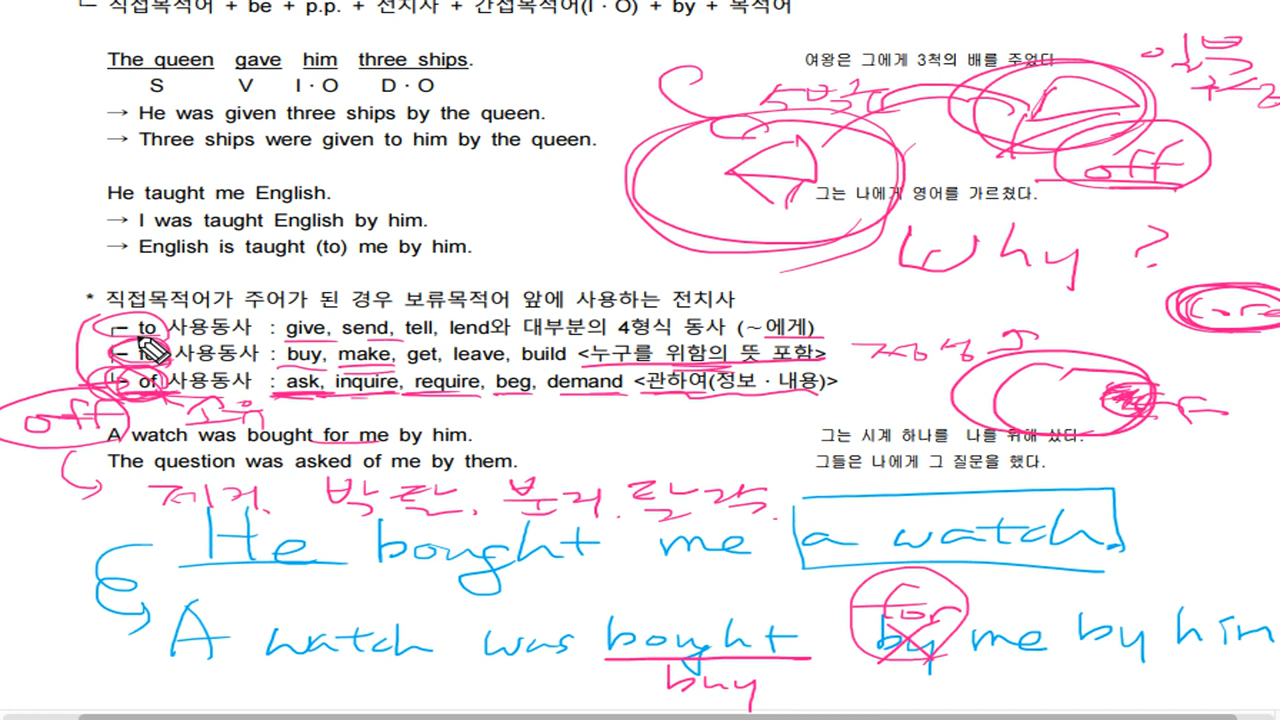 직접목적어 + be + p.p. + 전치사 + 간접목적어(I · O) + by + 목적어
The queen gave him three ships. 여왕은 그에게 3척의 배를 주었다
S V I · O D · O
→ He was given three ships by the queen.
→ Three ships were given to him by the queen.
off
He taught me English. 그는 나에게 영어를 가르쳤다.
→ I was taught English by him.
→ English is taught (to) me by him.
Why ?
* 직접목적어가 주어가 된 경우 보류목적어 앞에 사용하는 전치사
to 사용동사 : give, send, tell, lend와 대부분의 4형식 동사 (~에게)
사용동사 : buy, make, get, leave, build <누구를 위함의 뜻 포함>
of 사용동사 : ask, inquire, require, beg, demand <관하여(정보 · 내용)>
off 소유
A watch was bought for me by him. 그는 시계 하나를 나를 위해 샀다.
The question was asked of me by them. 그들은 나에게 그 질문을 했다.
제거, 박탈, 분리, 탈락.
He bought me a watch.
for
A watch was bought by me by him
buy